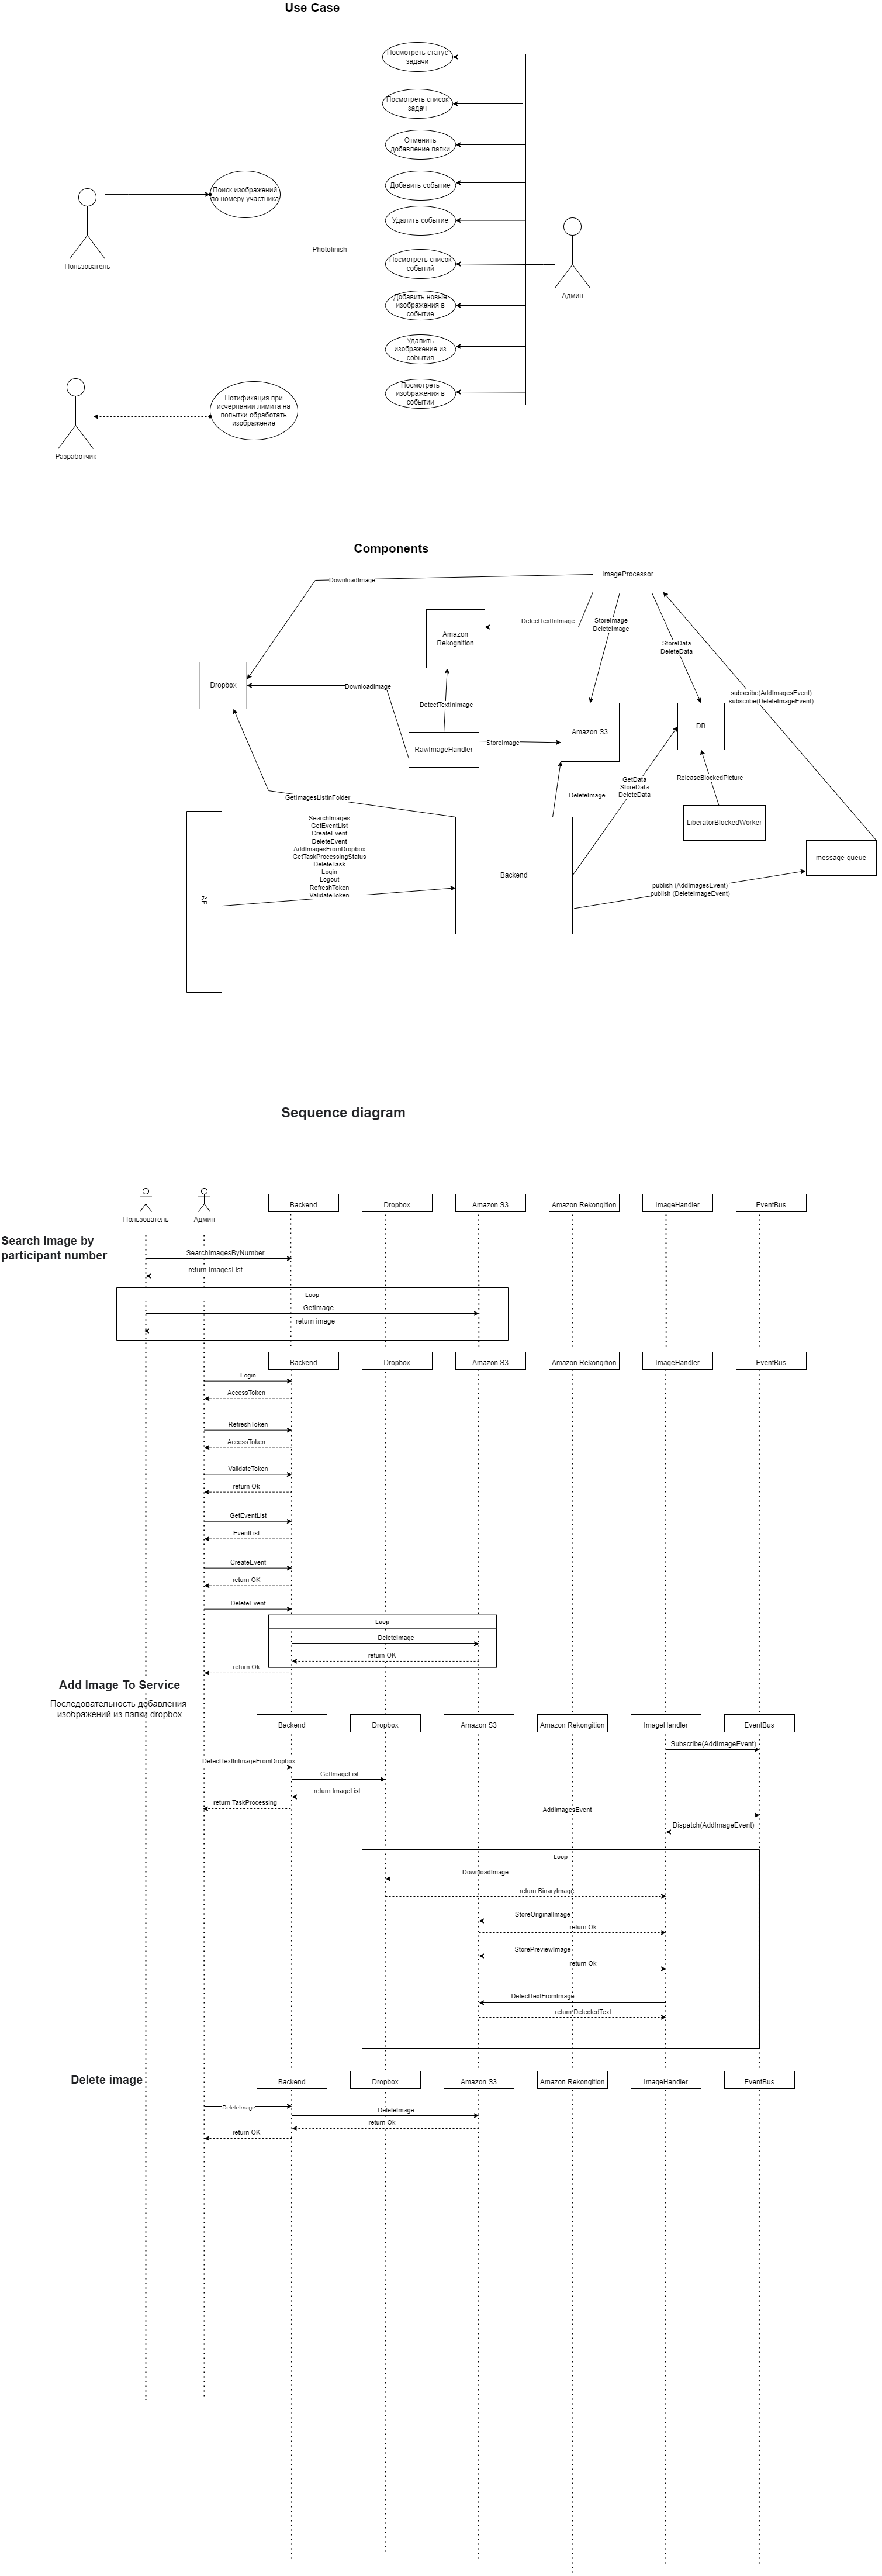 Use Case
Посмотреть статус
задачи
Посмотреть список
задач
Отменить
добавление папки
Поиск изображений
по номеру участника
Добавить событие
Удалить событие
Photofinish
Пользователь
Посмотреть список
событий
Админ
Добавить новые
изображения в
событие
Удалить
изображение из
события
Посмотреть
изображения в
событии
Нотификация при
исчерпании лимита на
попытки обработать
изображение
Разработчик
Components
ImageProcessor
DownloadImage
DetectTextInImage
StoreImage
DeleteImage
Amazon
Rekognition
StoreData
DeleteData
Dropbox
DownloadImage
subscribe(AddImagesEvent)
subscribe(DeleteImageEvent)
DetectTextInImage
Amazon S3
DB
RawImageHandler
StoreImage
GetData
StoreData
DeleteData
ReleaseBlockedPicture
DeleteImage
GetImagesListInFolder
SearchImages
GetEventList
CreateEvent
DeleteEvent
AddImagesFromDropbox
GetTaskProcessingStatus
DeleteTask
Login
Logout
RefreshToken
ValidateToken
LiberatorBlockedWorker
message-queue
Backend
API
publish (AddImagesEvent)
publish (DeleteImageEvent)
Sequence diagram
Пользователь
Админ
Backend
Dropbox
Amazon S3
Amazon Rekongition
ImageHandler
EventBus
Search Image by
participant number
SearchImagesByNumber
return ImagesList
Loop
GetImage
return image
Backend
Dropbox
Amazon S3
Amazon Rekongition
ImageHandler
EventBus
Login
AccessToken
RefreshToken
AccessToken
ValidateToken
return Ok
GetEventList
EventList
CreateEvent
return OK
DeleteEvent
Loop
DeleteImage
return OK
return Ok
Add Image To Service
Последовательность добавления
изображений из папки dropbox
Backend
Dropbox
Amazon S3
Amazon Rekongition
ImageHandler
EventBus
Subscribe(AddImageEvent)
DetectTextInImageFromDropbox
GetImageList
return ImageList
return TaskProcessing
AddImagesEvent
Dispatch(AddImageEvent)
Loop
DownloadImage
return BinaryImage
StoreOriginalImage
return Ok
StorePreviewImage
return Ok
DetectTextFromImage
return DetectedText
Delete image
Backend
Dropbox
Amazon S3
Amazon Rekongition
ImageHandler
EventBus
DeleteImage
DeleteImage
return Ok
return OK